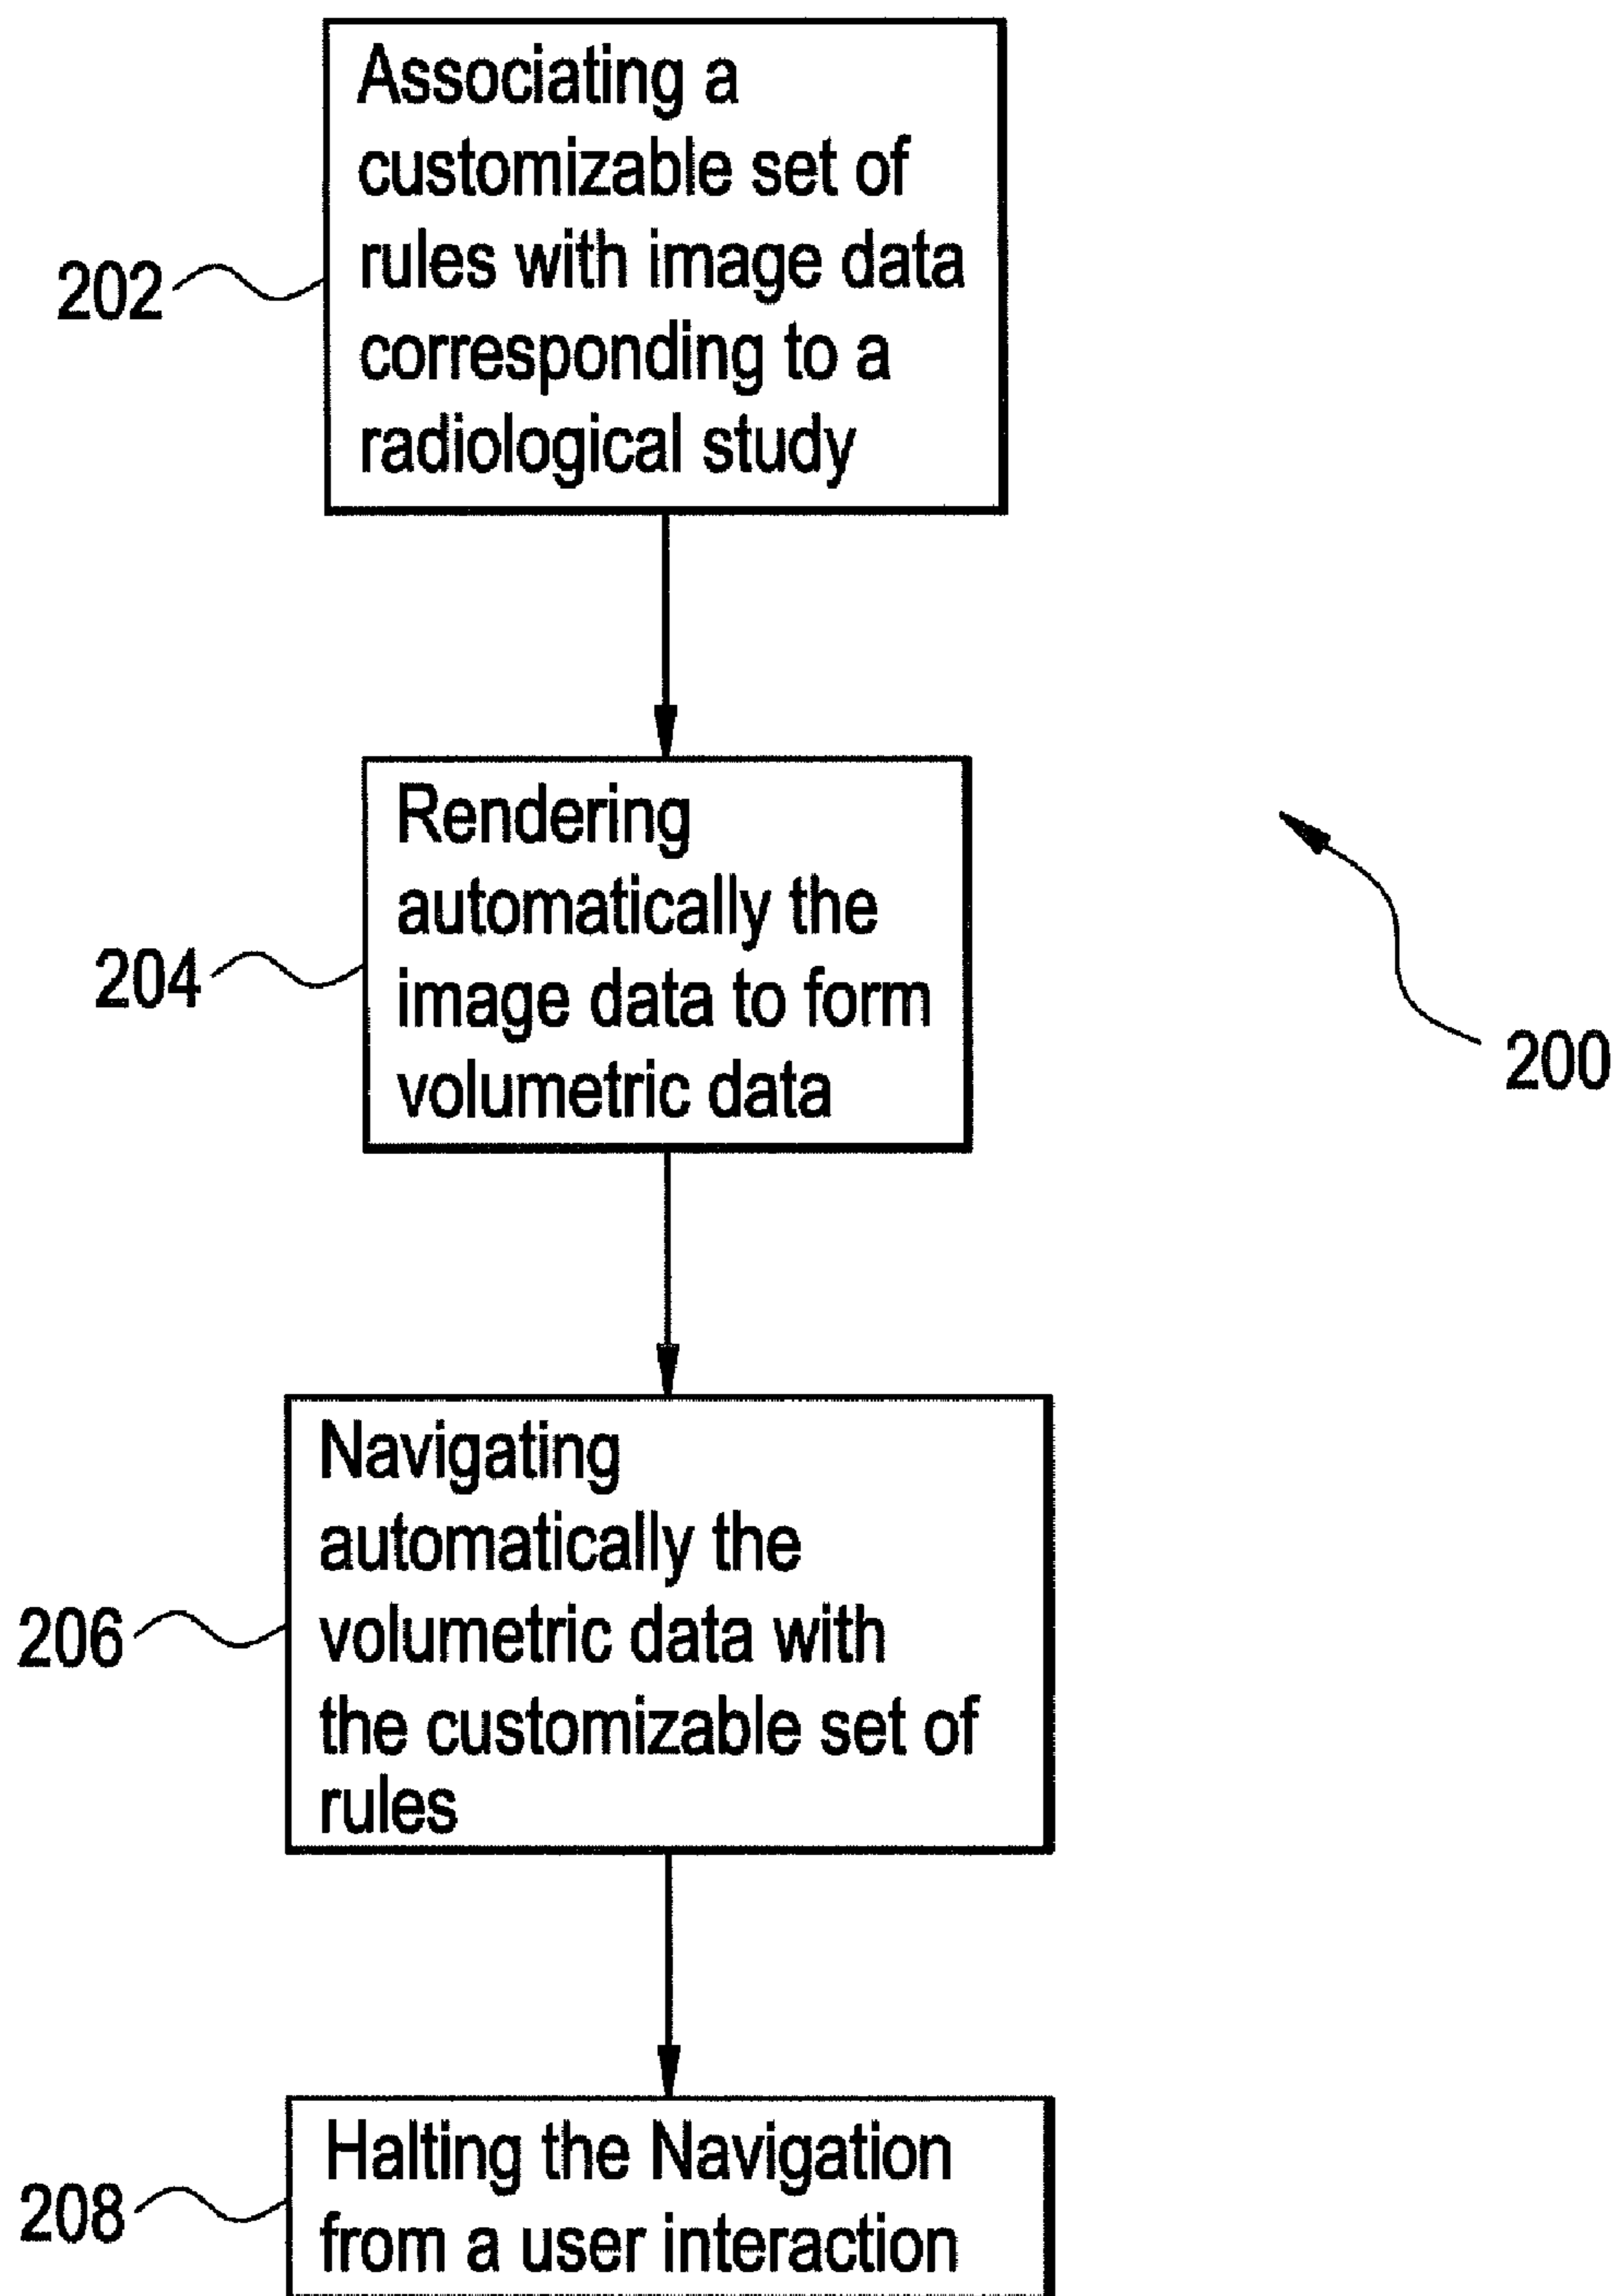 Associating a
customizable set of
rules with image data
corresponding to a
radiological study
202
Rendering
automatically the
image data to form
volumetric data
204
200
Navigating
automatically the
volumetric data with
the customizable set of
rules
206
Halting the Navigation
from a user interaction
208